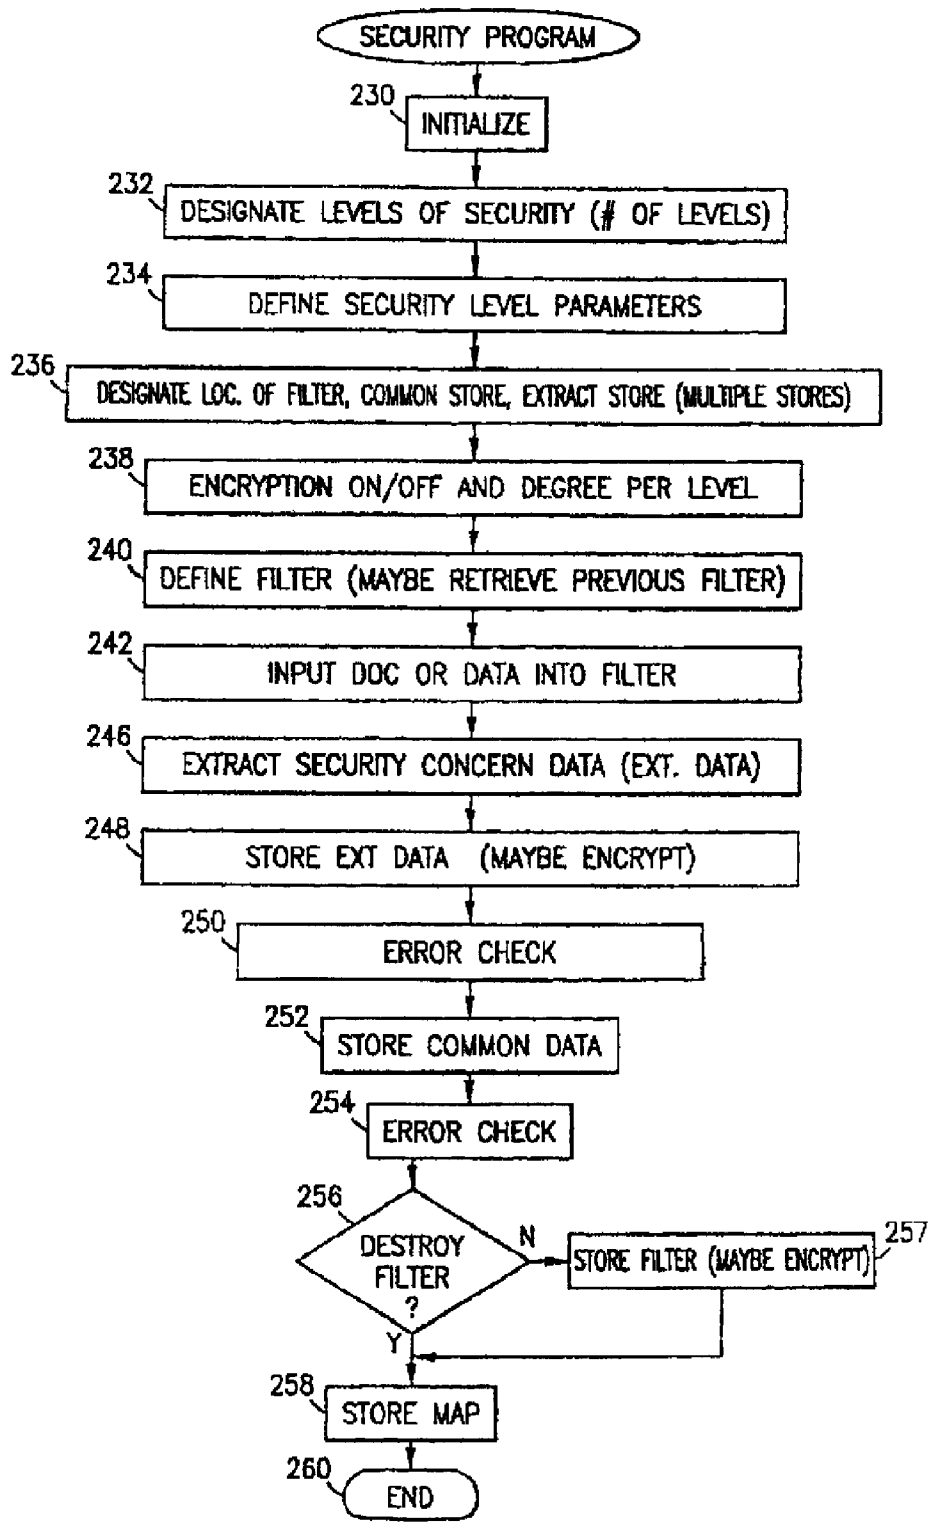 SECURITY PROGRAM
230
INITIALIZE
232
DESIGNATE LEVELS OF SECURITY (# OF LEVELS)
234
DEFINE SECURITY LEVEL PARAMETERS
236
DESIGNATE LOC. OF FILTER, COMMON STORE, EXTRACT STORE (MULTIPLE STORES)
238
ENCRYPTION ON/OFF AND DEGREE PER LEVEL
240
DEFINE FILTER (MAYBE RETRIEVE PREVIOUS FILTER)
242
INPUT DOC OR DATA INTO FILTER
246
EXTRACT SECURITY CONCERN DATA (EXT. DATA)
248
STORE EXT DATA (MAYBE ENCRYPT)
250
ERROR CHECK
252
STORE COMMON DATA
254
ERROR CHECK
256
DESTROY
FILTER
?
N
257
STORE FILTER (MAYBE ENCRYPT)
Y
258
STORE MAP
260
END